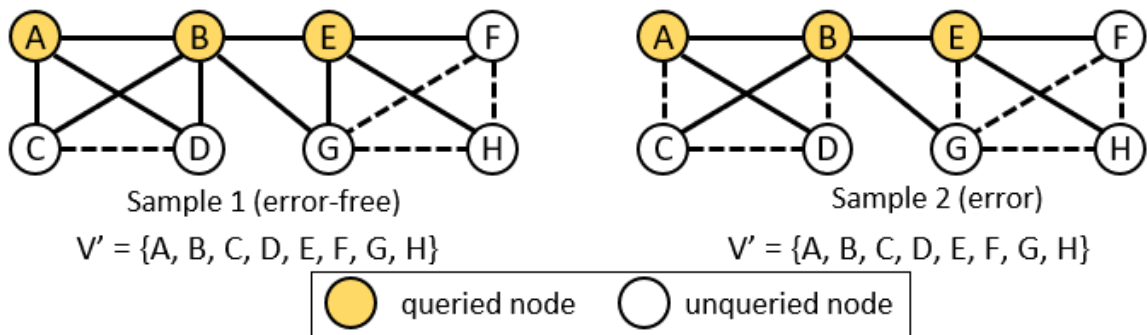 A B E F A B E F
C D G H C D G H
Sample 1 (error-free) Sample 2 (error)
V' = {A, B, C, D, E, F, G, H} V' = {A, B, C, D, E, F, G, H}
queried node unqueried node